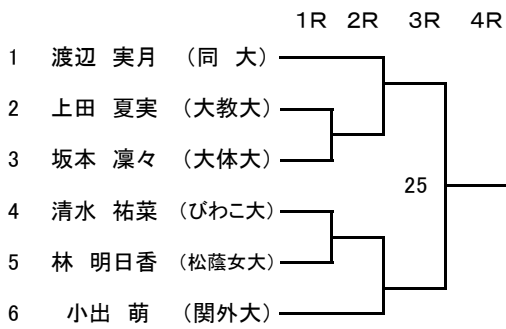 1R 2R 3R 4R
1 渡辺 実月 (同 大)
2 上田 夏実 (大教大)
3 坂本 凜々 (大体大)
25
4 清水 祐菜 (びわこ大)
5 林 明日香 (松蔭女大)
6 小出 萌 (関外大)